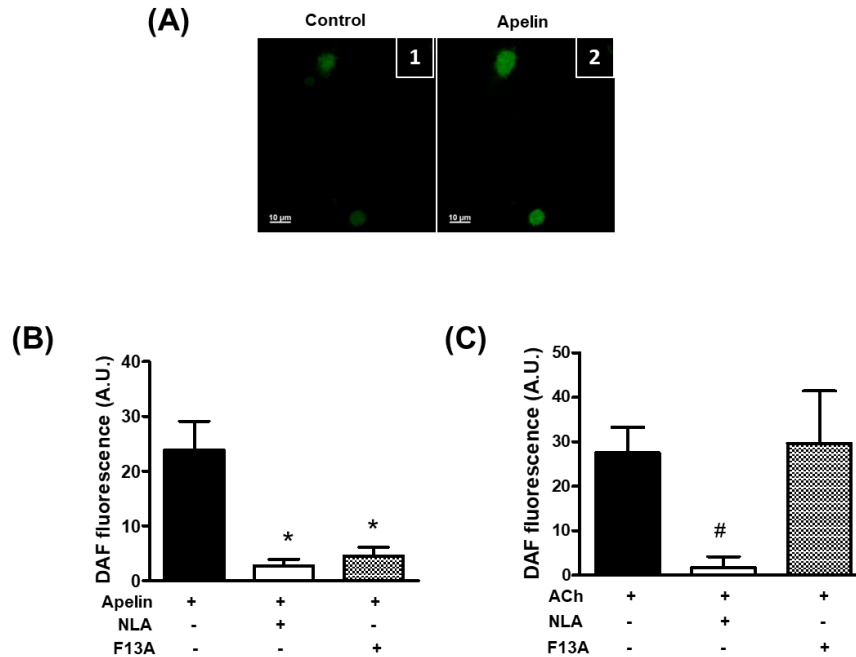 (A)
Control Apelin
1 2
10 µm 10 µm
(B)
DAF fluorescence (A.U.)
40
30
20
10
0
* *
Apelin + + +
NLA - + -
F13A - - +
(C)
DAF fluorescence (A.U.)
50
40
30
20
10
0
#
ACh + + +
NLA - + -
F13A - - +